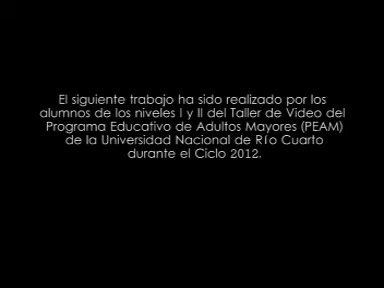 El siguiente trabajo ha sido realizado por los
alumnos de los niveles I y II del Taller de Video del
Programa Educativo de Adultos Mayores (PEAM)
de la Universidad Nacional de Río Cuarto
durante el Ciclo 2012.